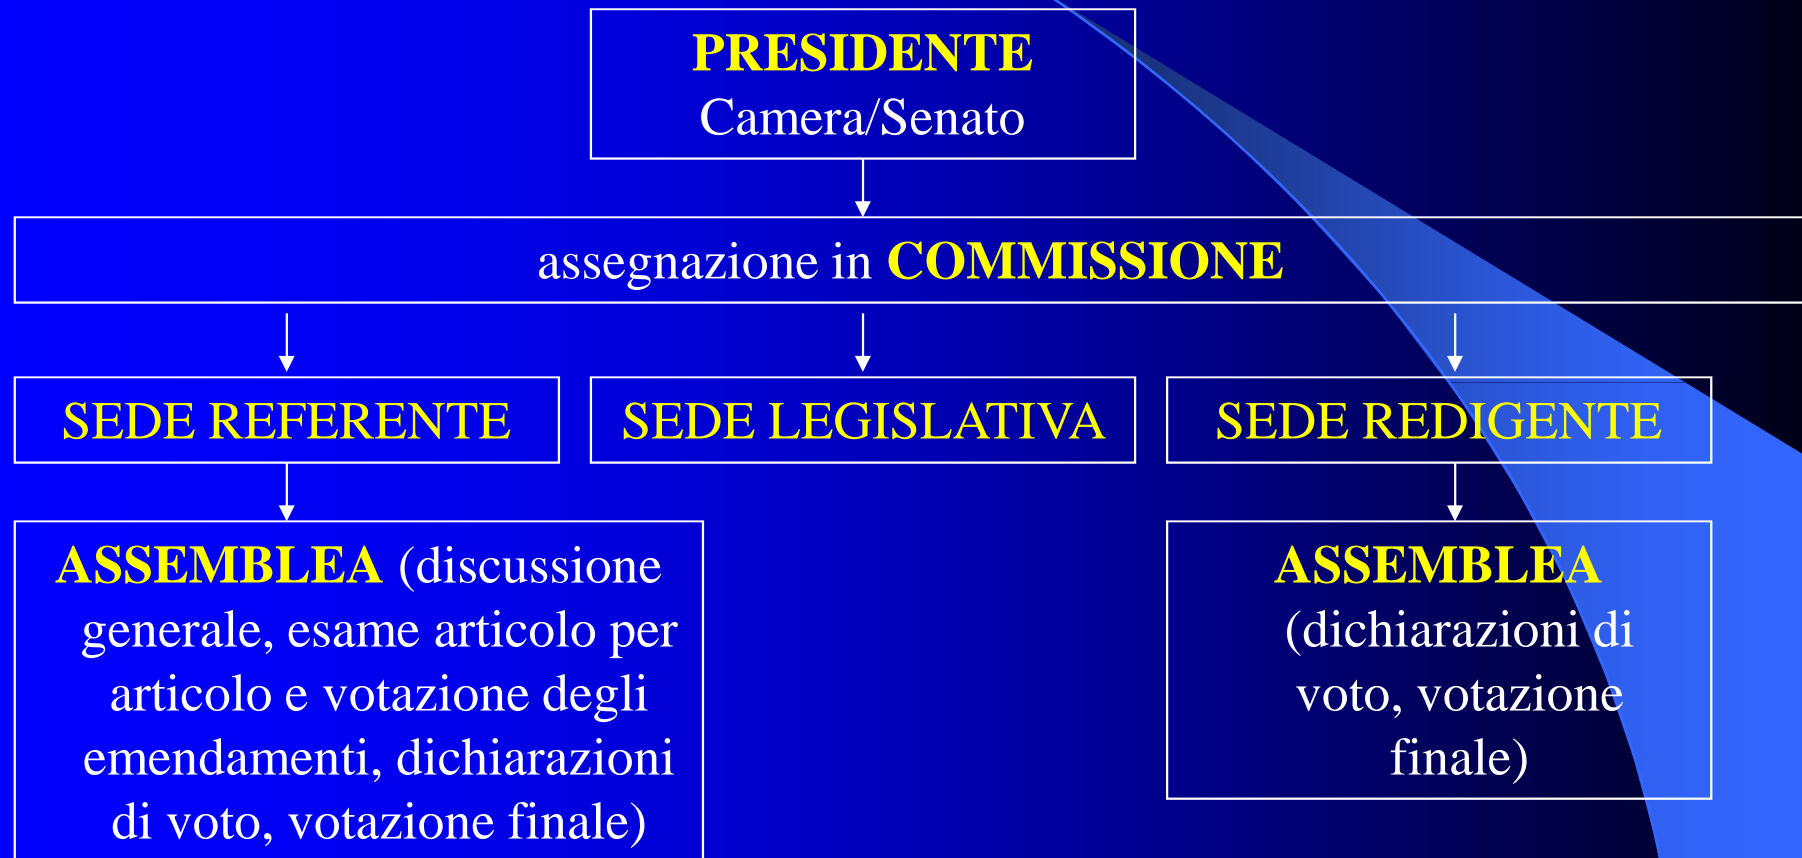 PRESIDENTE
Camera/Senato
assegnazione in COMMISSIONE
SEDE REFERENTE
SEDE LEGISLATIVA
SEDE REDIGENTE
ASSEMBLEA (discussione
generale, esame articolo per
articolo e votazione degli
emendamenti, dichiarazioni
di voto, votazione finale)
ASSEMBLEA
(dichiarazioni di
voto, votazione
finale)